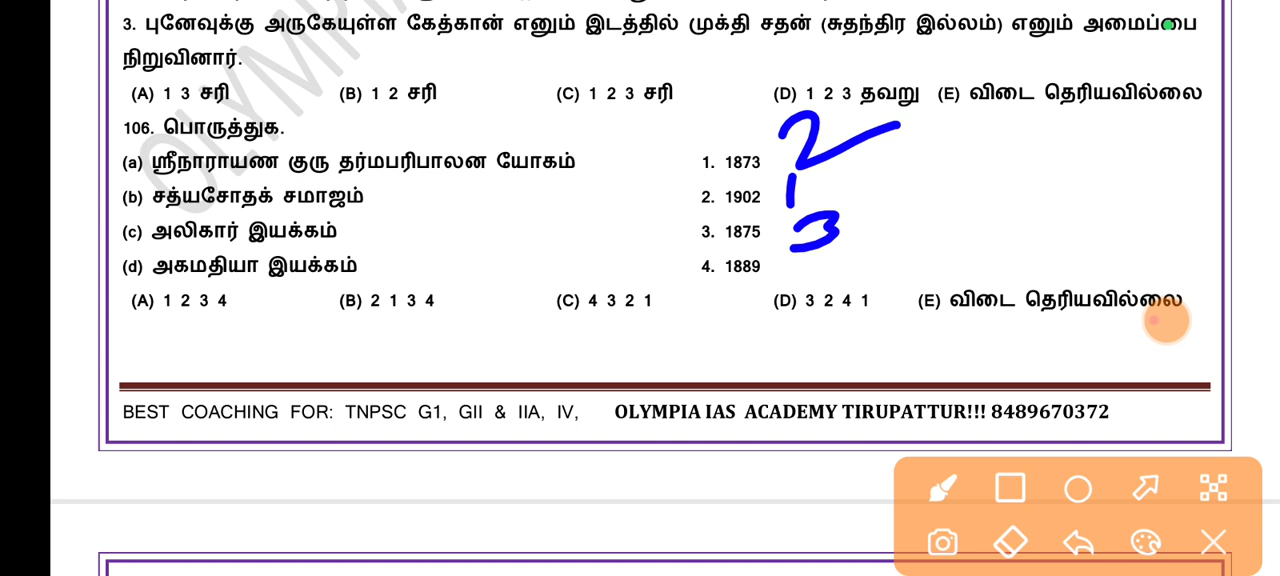 3. புனேவுக்கு அருகேயுள்ள கேத்கான் எனும் இடத்தில் முக்தி சதன் (சுதந்திர இல்லம்) எனும் அமைப்பை
நிறுவினார்.
(A) 1 3 சரி (B) 1 2 சரி (C) 1 2 3 சரி (D) 1 2 3 தவறு (E) விடை தெரியவில்லை
106. பொருத்துக.
(a) ஸ்ரீநாராயண குரு தர்மபரிபாலன யோகம் 1. 1873 2
(b) சத்யசோதக் சமாஜம் 2. 1902 1
(c) அலிகார் இயக்கம் 3. 1875 3
(d) அகமதியா இயக்கம் 4. 1889
(A) 1 2 3 4 (B) 2 1 3 4 (C) 4 3 2 1 (D) 3 2 4 1 (E) விடை தெரியவில்லை
BEST COACHING FOR: TNPSC G1, GII & IIA, IV, OLYMPIA IAS ACADEMY TIRUPATTUR!!! 8489670372